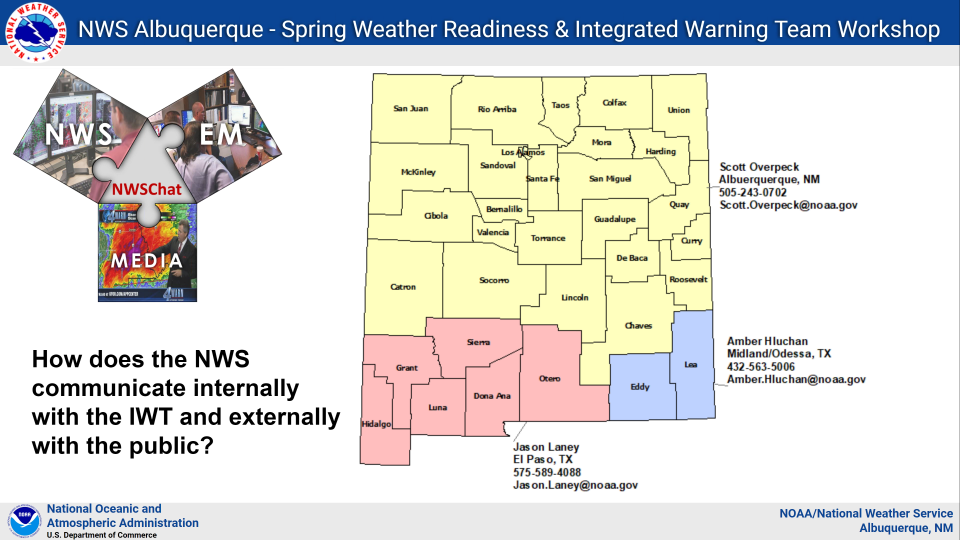 NWS Albuquerque - Spring Weather Readiness & Integrated Warning Team Workshop
NATIONAL WEATHER SERVICE
NWS
EM
NWSChat
MEDIA
How does the NWS
communicate internally
with the IWT and externally
with the public?
San Juan
Rio Arriba
Taos
Colfax
Union
Los Alamos
Mora
Harding
McKinley
Sandoval
Santa Fe
San Miguel
Quay
Cibola
Bernalillo
Guadalupe
Valencia
Torrance
Curry
De Baca
Catron
Socorro
Roosevelt
Lincoln
Chaves
Sierra
Grant
Otero
Lea
Eddy
Luna
Dona Ana
Hidalgo
Scott Overpeck
Albuerquerque, NM
505-243-0702
Scott.Overpeck@noaa.gov
Amber Hluchan
Midland/Odessa, TX
432-563-5006
Amber.Hluchan@noaa.gov
Jason Laney
El Paso, TX
575-589-4088
Jason.Laney@noaa.gov
NOAA
National Oceanic and
Atmospheric Administration
U.S. Department of Commerce
NOAA/National Weather Service
Albuquerque, NM